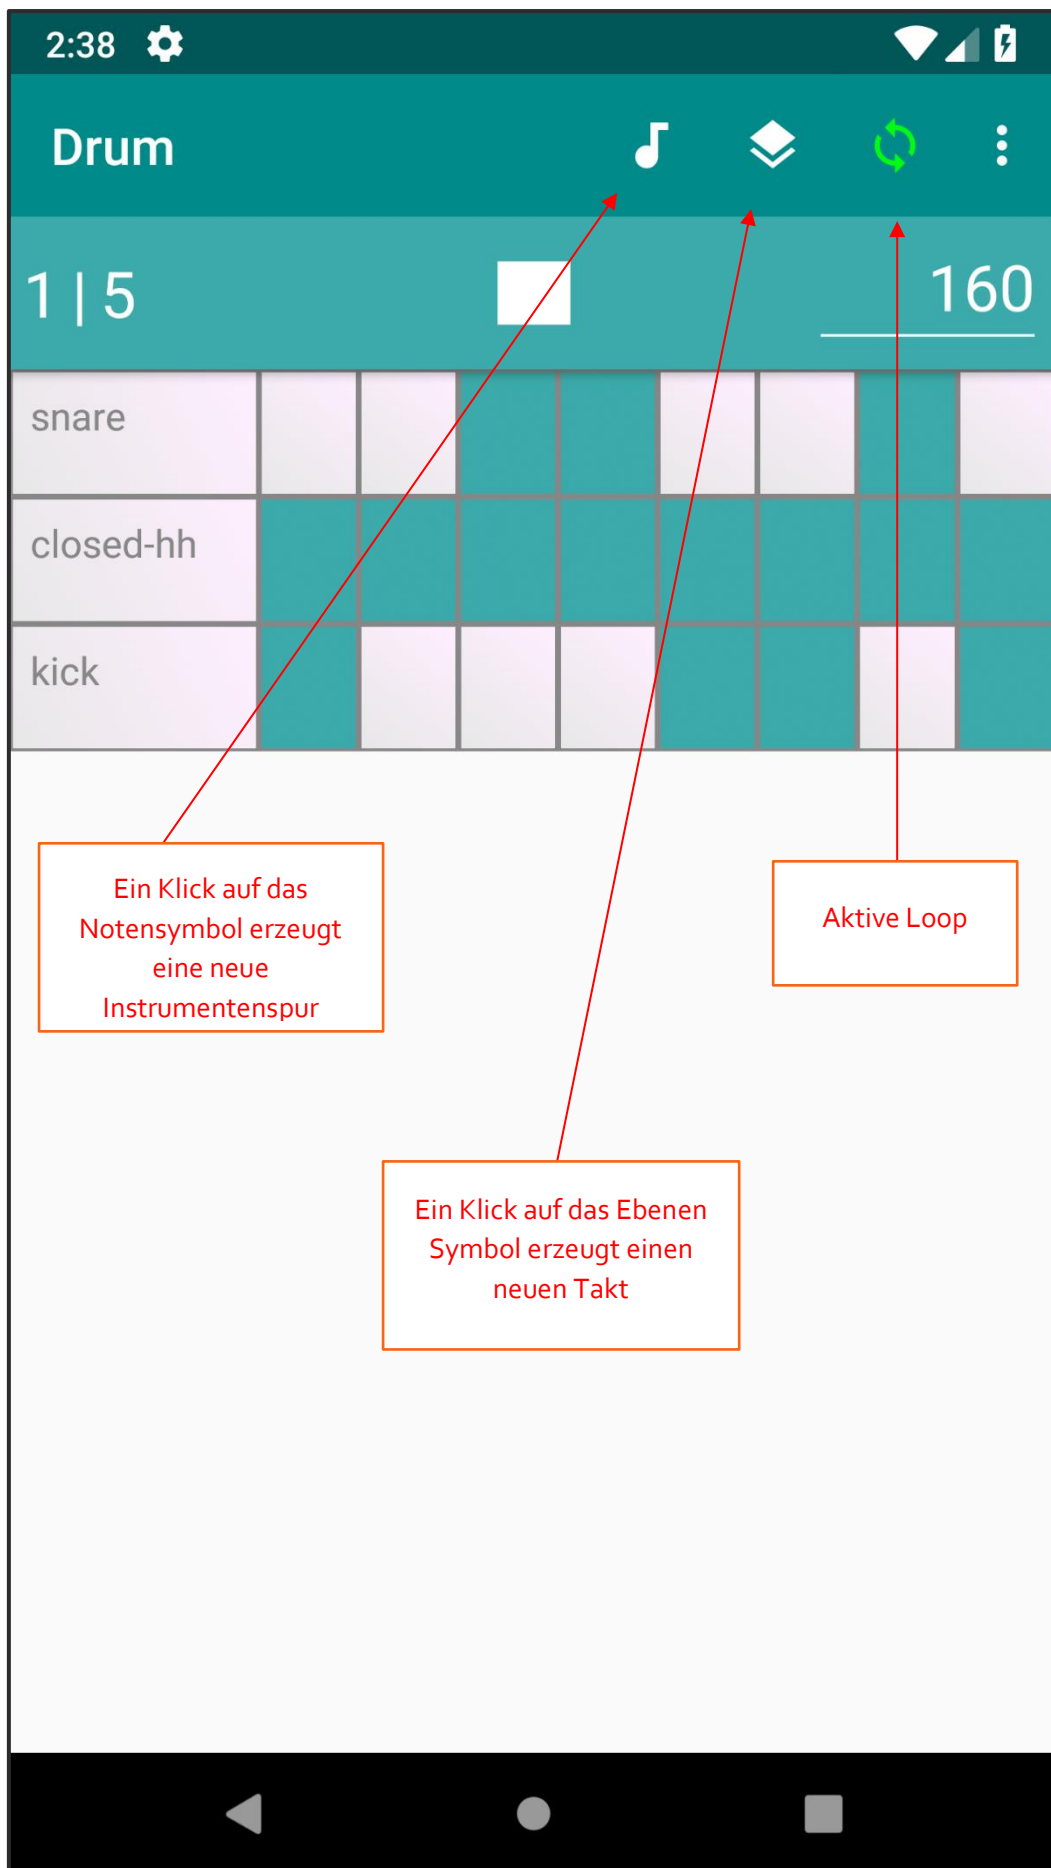 2:38
Drum
1 | 5
160
snare
closed-hh
kick
Ein Klick auf das
Notensymbol erzeugt
eine neue
Instrumentenspur
Aktive Loop
Ein Klick auf das Ebenen
Symbol erzeugt einen
neuen Takt